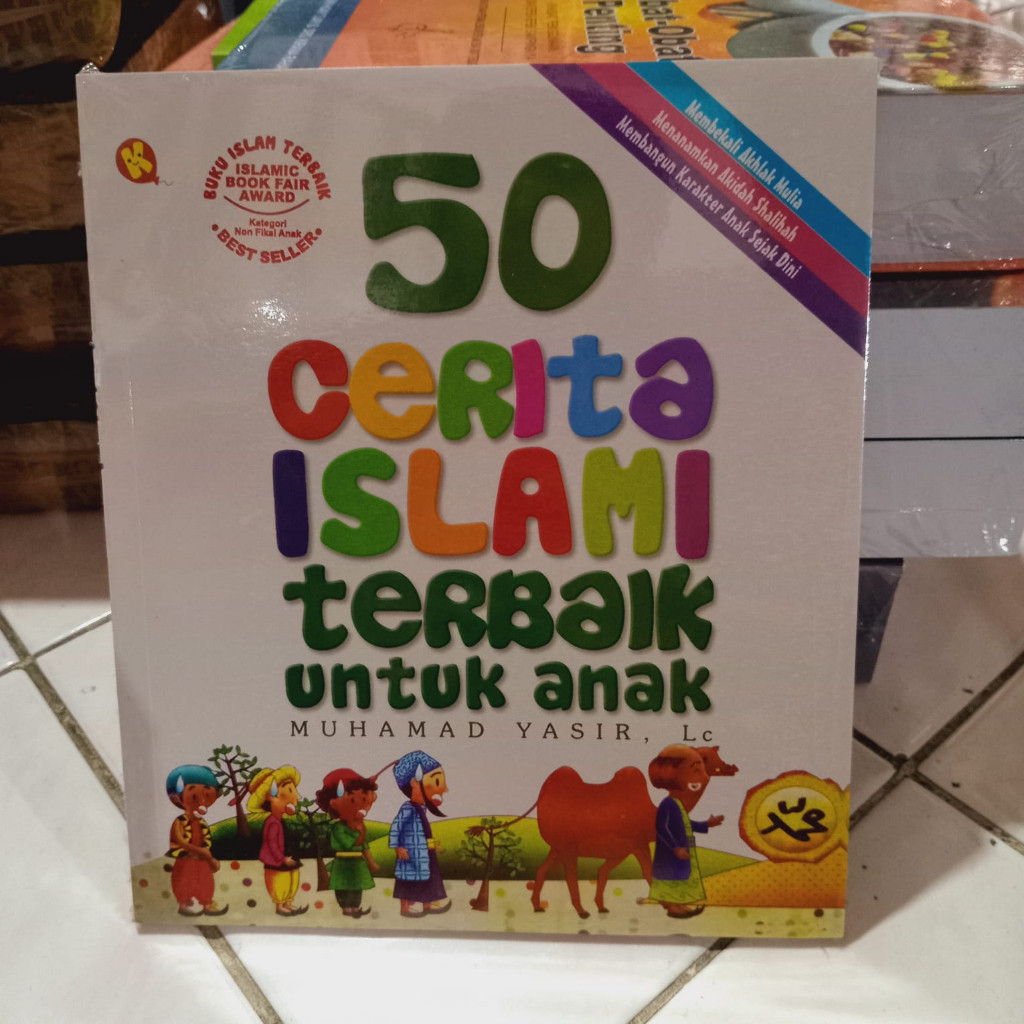 K
BUKU ISLAM TERBAIK
ISLAMIC
BOOK FAIR
AWARD
Kategori
Non Fiksi Anak
• BEST SELLER •
Membekali Akhlak Mulia
Menanamkan Akidah Shalihah
Membangun Karakter Anak Sejak Dini
50
cerita
ISLAMI
terbaik
untuk anak
MUHAMAD YASIR, Lc
Penting